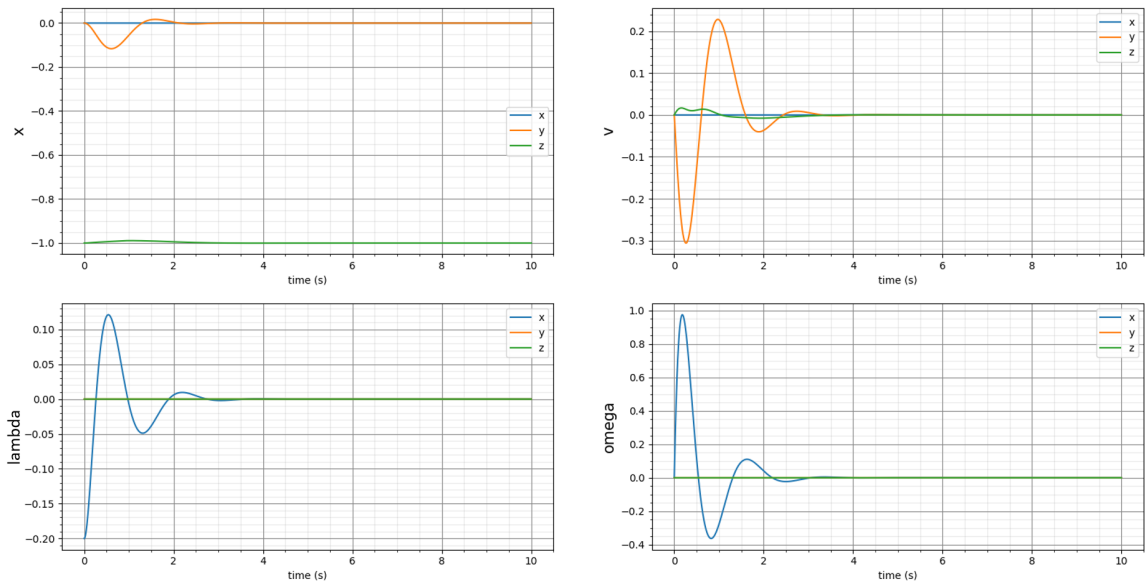 0.0
−0.2
−0.4
−0.6
−0.8
−1.0
x
x
y
z
0 2 4 6 8 10
time (s)
0.2
0.1
0.0
−0.1
−0.2
−0.3
v
x
y
z
0 2 4 6 8 10
time (s)
0.10
0.05
0.00
−0.05
−0.10
−0.15
−0.20
lambda
x
y
z
0 2 4 6 8 10
time (s)
1.0
0.8
0.6
0.4
0.2
0.0
−0.2
−0.4
omega
x
y
z
0 2 4 6 8 10
time (s)